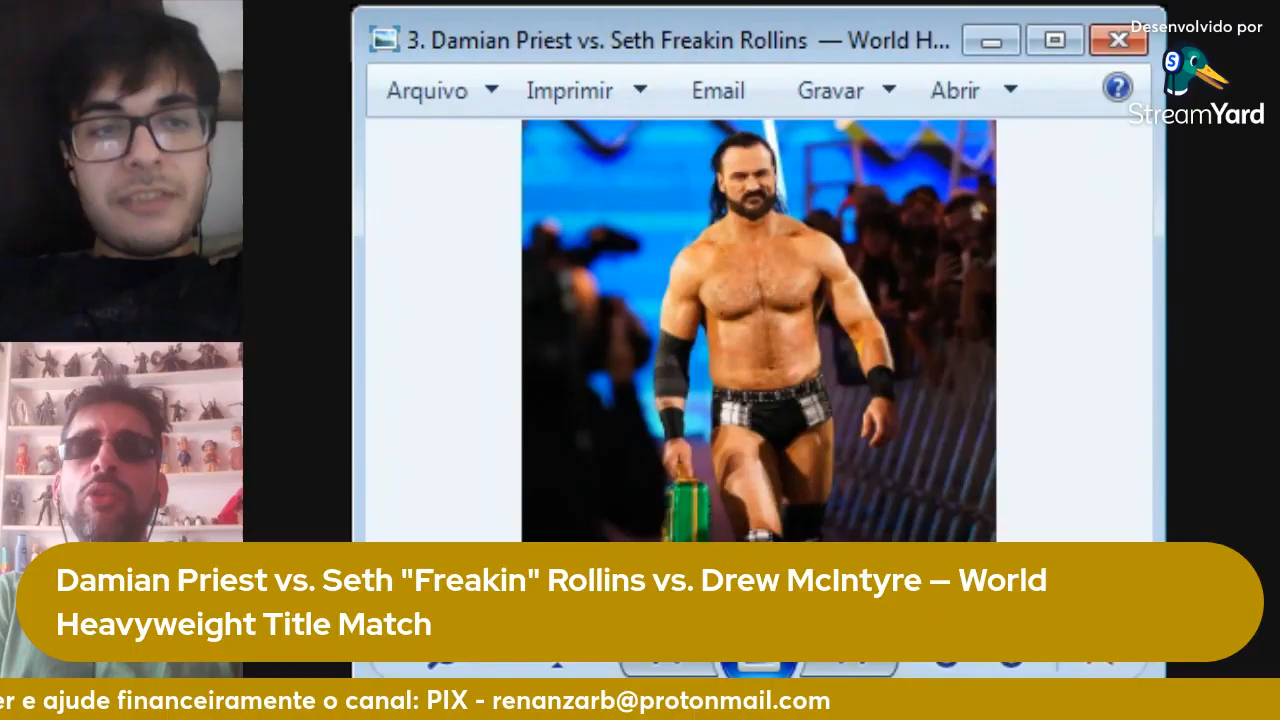 3. Damian Priest vs. Seth Freakin Rollins — World H...
Desenvolvido por
StreamYard
Arquivo Imprimir Email Gravar Abrir
Damian Priest vs. Seth "Freakin" Rollins vs. Drew McIntyre — World
Heavyweight Title Match
er e ajude financeiramente o canal: PIX - renanzarb@protonmail.com